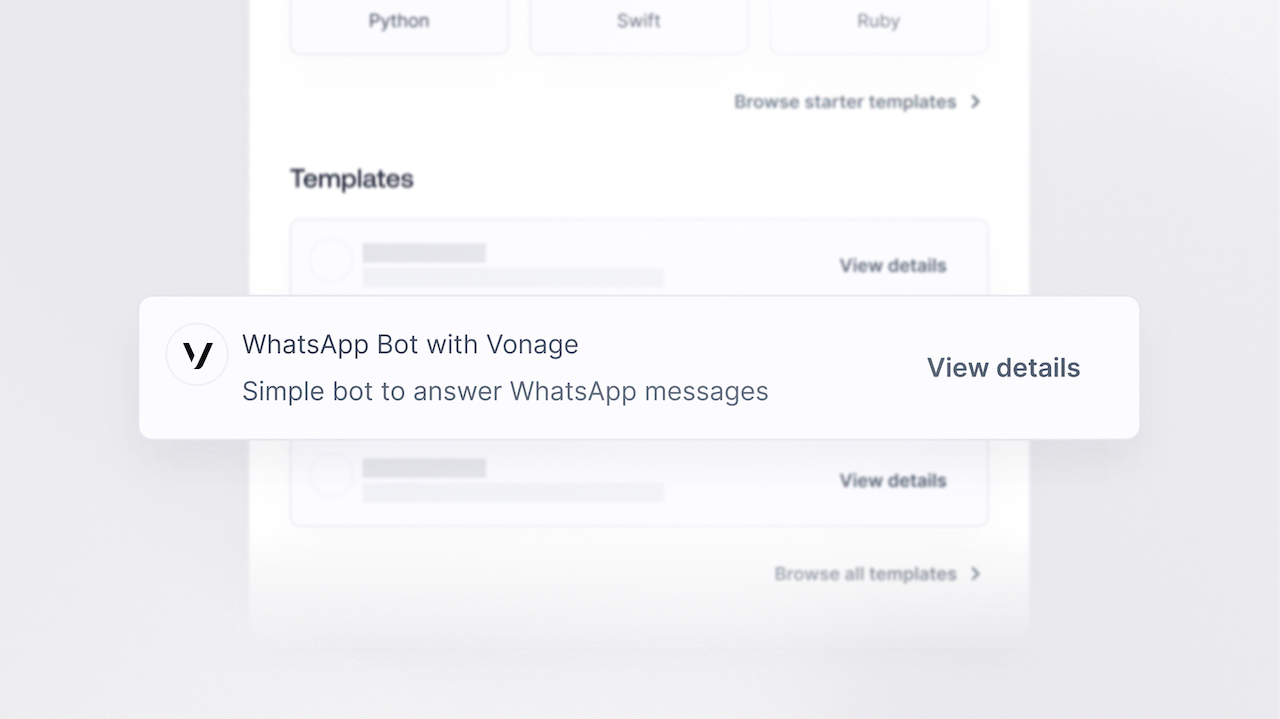 Python
Swift
Ruby
Browse starter templates
Templates
View details
WhatsApp Bot with Vonage
Simple bot to answer WhatsApp messages
View details
View details
Browse all templates